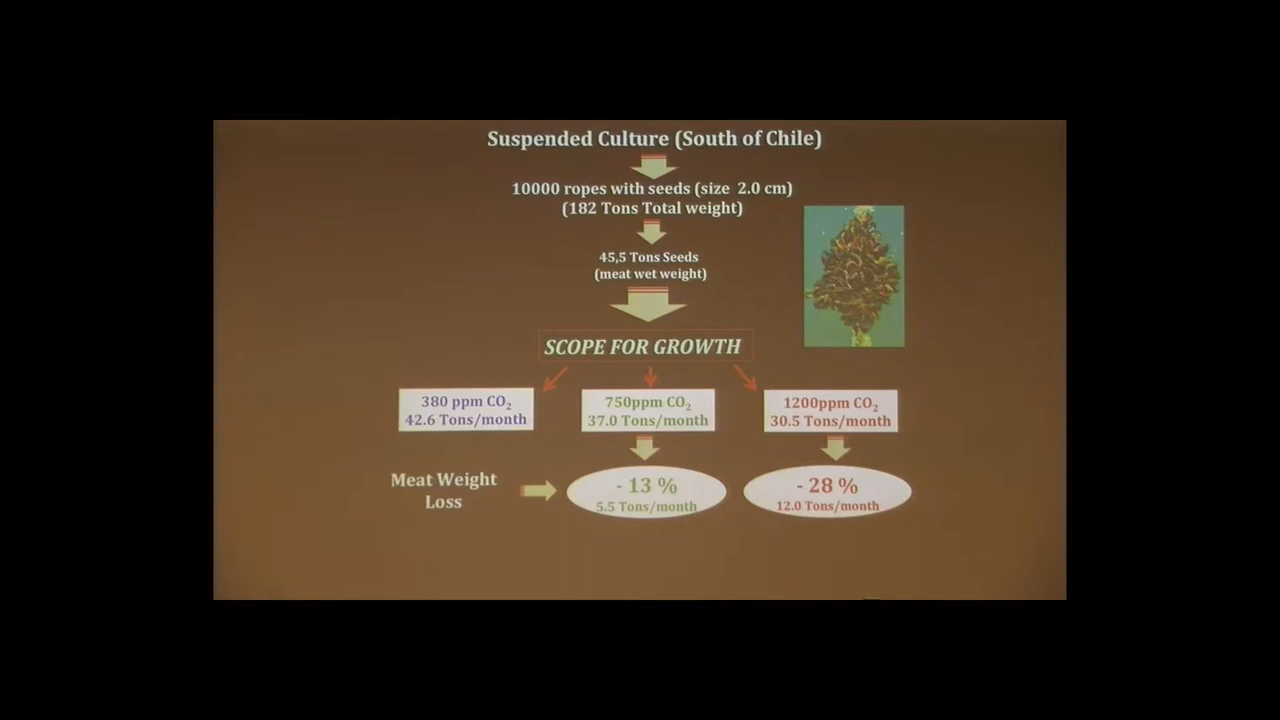 Suspended Culture (South of Chile)
10000 ropes with seeds (size 2.0 cm)
(182 Tons Total weight)
45,5 Tons Seeds
(meat wet weight)
SCOPE FOR GROWTH
380 ppm CO₂
42.6 Tons/month
750ppm CO₂
37.0 Tons/month
1200ppm CO₂
30.5 Tons/month
Meat Weight
Loss
- 13 %
5.5 Tons/month
- 28 %
12.0 Tons/month